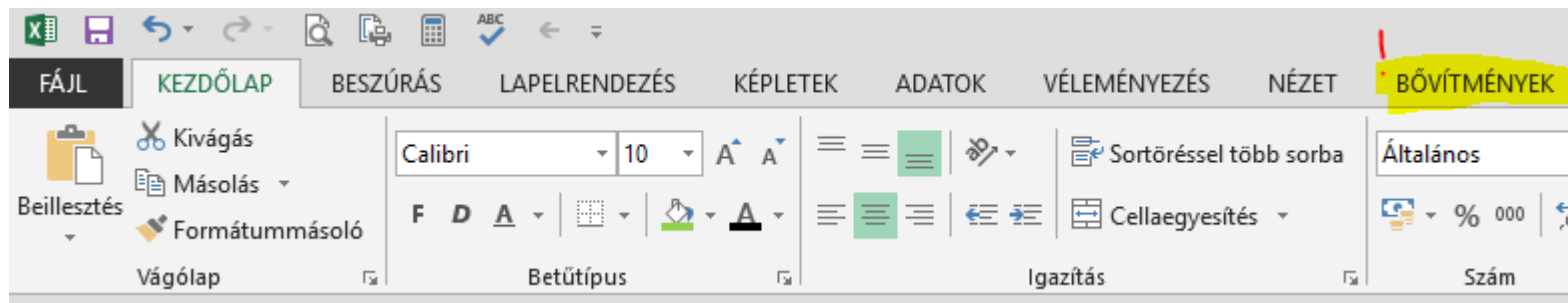 ABC
FÁJL KEZDŐLAP BESZÚRÁS LAPELRENDEZÉS KÉPLETEK ADATOK VÉLEMÉNYEZÉS NÉZET BŐVÍTMÉNYEK
Beillesztés
Kivágás
Másolás
Formátummásoló
Vágólap
Calibri 10 A A
F D A A
Betűtípus
ab
Sortöréssel több sorba
Cellaegyesítés
Igazítás
Általános
% 000
Szám